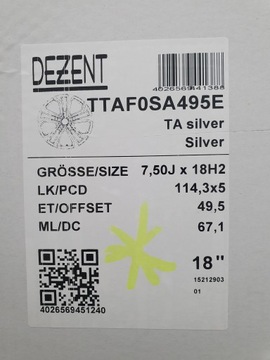 DEZENT
4026569841388
TTAF0SA495E
TA silver
Silver
GRÖSSE/SIZE 7,50J x 18H2
LK/PCD 114,3x5
ET/OFFSET 49,5
ML/DC 67,1
18"
15212903
01
4026569451240